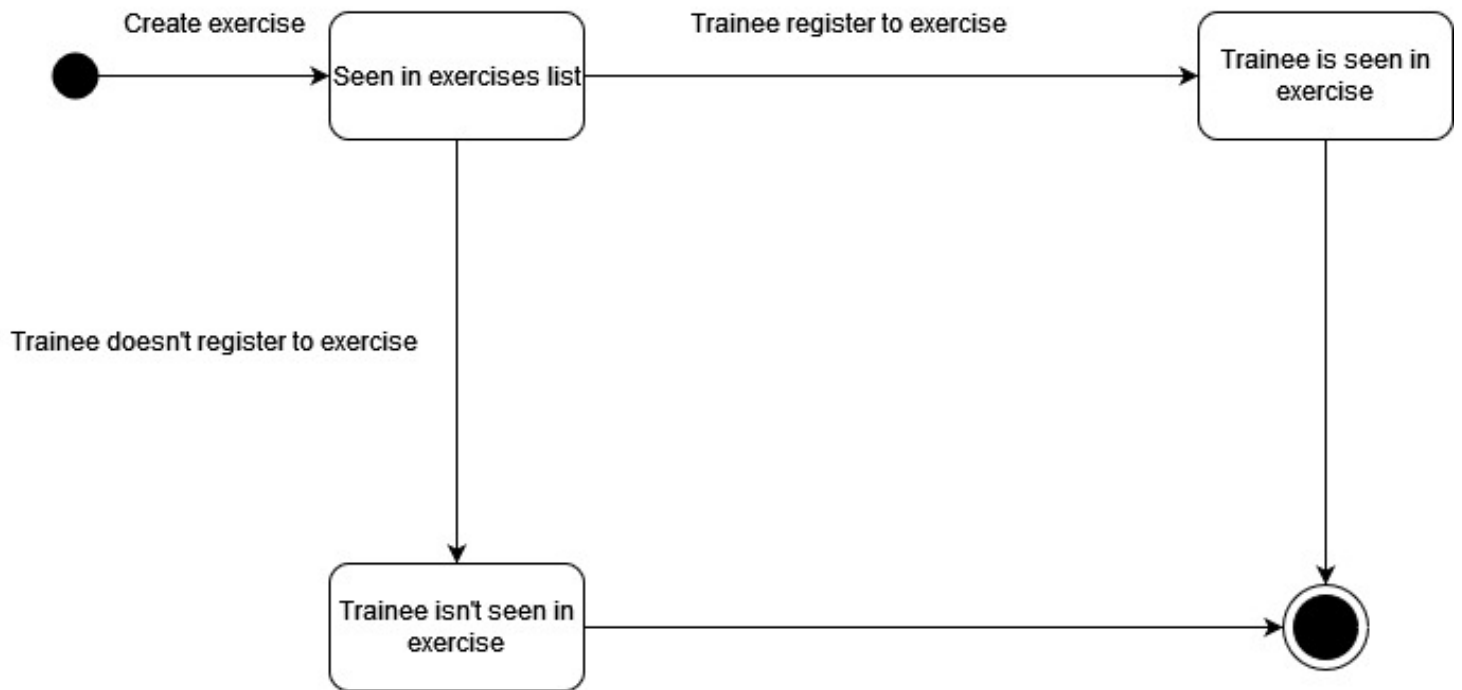 Create exercise
Trainee register to exercise
Seen in exercises list
Trainee is seen in
exercise
Trainee doesn't register to exercise
Trainee isn't seen in
exercise